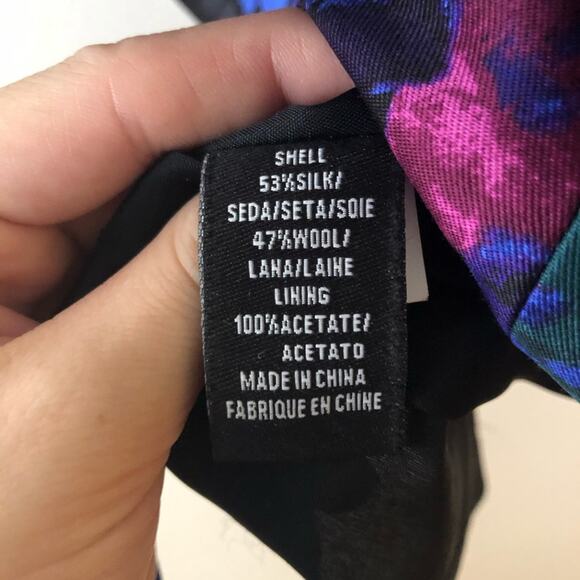 SHELL
53%SILK/
SEDA/SETA/SOIE
47%WOOL/
LANA/LAINE
LINING
100%ACETATE/
ACETATO
MADE IN CHINA
FABRIQUE EN CHINE